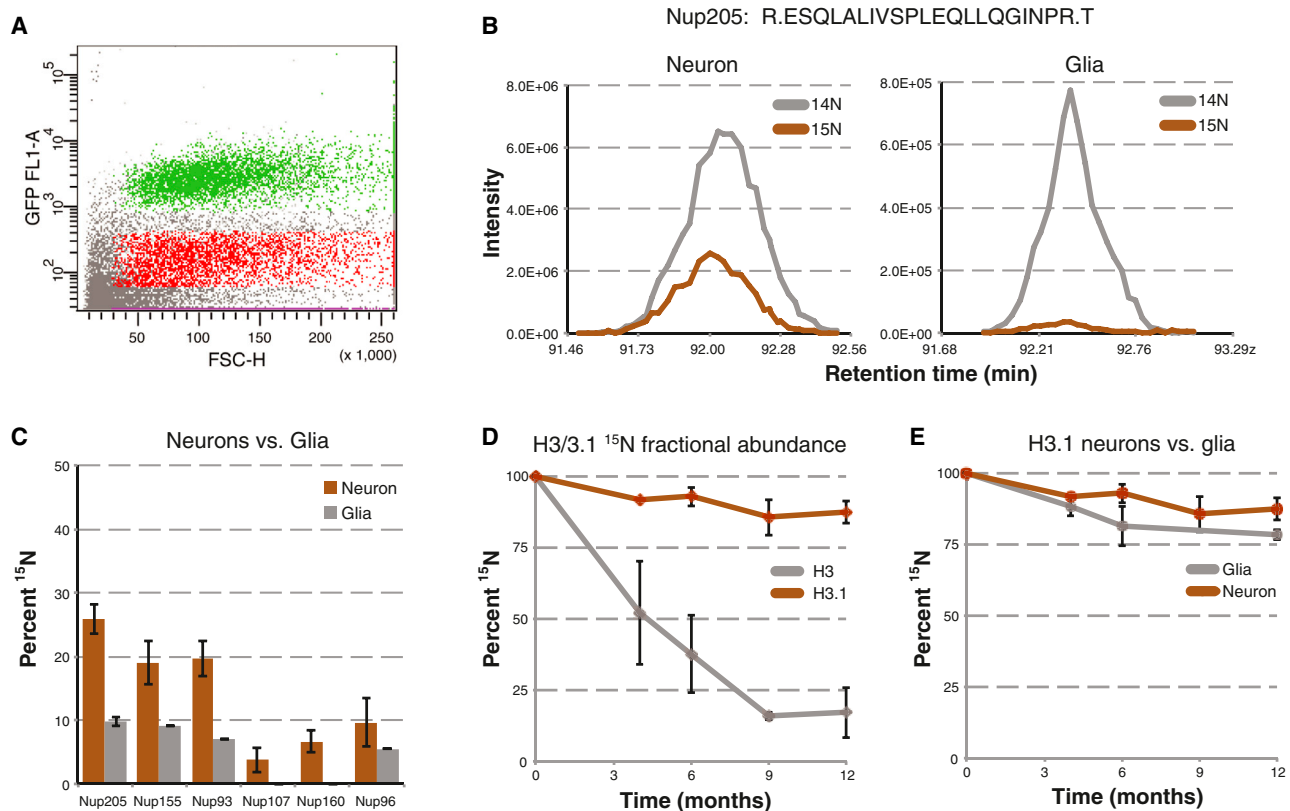 A
GFP FL1-A
10^5
10^4
10^3
10^2
50 100 150 200 250
FSC-H
(x 1,000)
Nup205: R.ESQLALIVSPLEQLLQGINPR.T
B
Neuron
14N
15N
Intensity
8.0E+06
6.0E+06
4.0E+06
2.0E+06
0.0E+00
91.46 91.73 92.00 92.28 92.56
Glia
14N
15N
8.0E+05
6.0E+05
4.0E+05
2.0E+05
0.0E+00
91.68 92.21 92.76 93.29z
Retention time (min)
C
Neurons vs. Glia
Neuron
Glia
Percent ¹⁵N
50
40
30
20
10
0
Nup205 Nup155 Nup93 Nup107 Nup160 Nup96
D
H3/3.1 ¹⁵N fractional abundance
Percent ¹⁵N
100
75
50
25
0
H3
H3.1
0 3 6 9 12
Time (months)
E
H3.1 neurons vs. glia
Percent ¹⁵N
100
75
50
25
0
Glia
Neuron
0 3 6 9 12
Time (months)